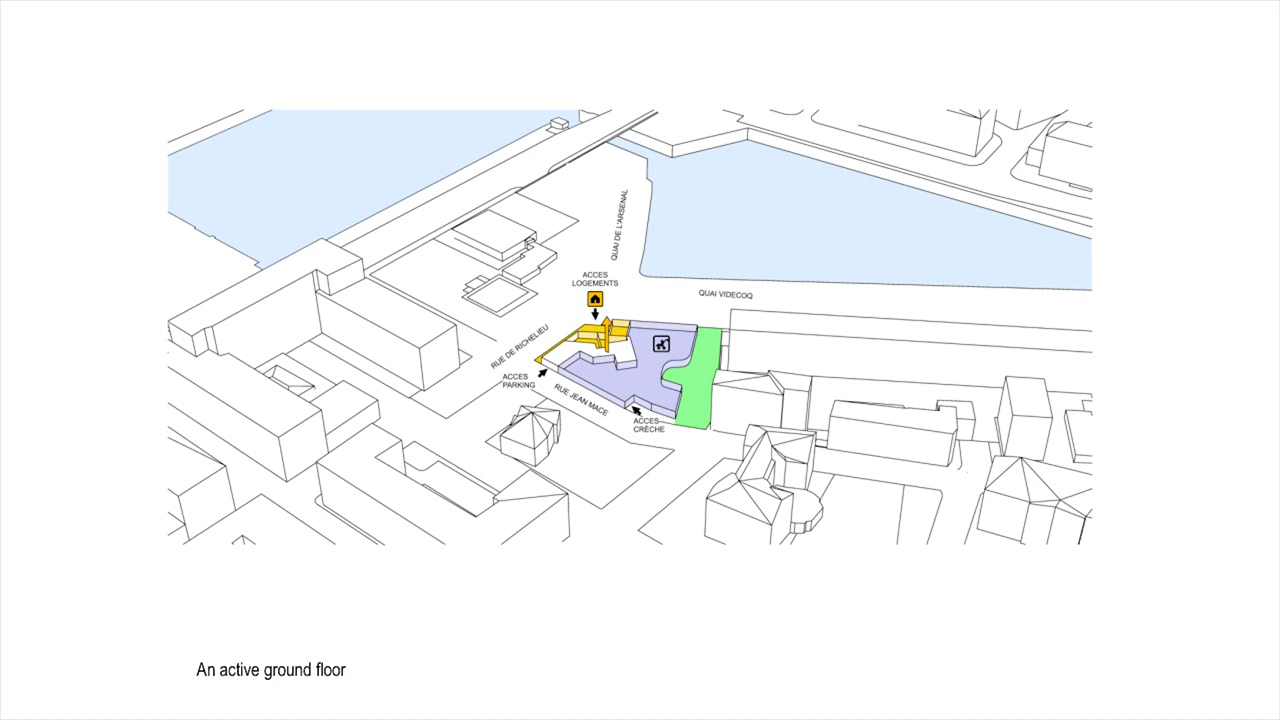 QUAI DE L'ARSENAL
ACCES
LOGEMENTS
QUAI VIDECOQ
RUE DE RICHELIEU
ACCES
PARKING
RUE JEAN MACE
ACCES
CRÈCHE
An active ground floor